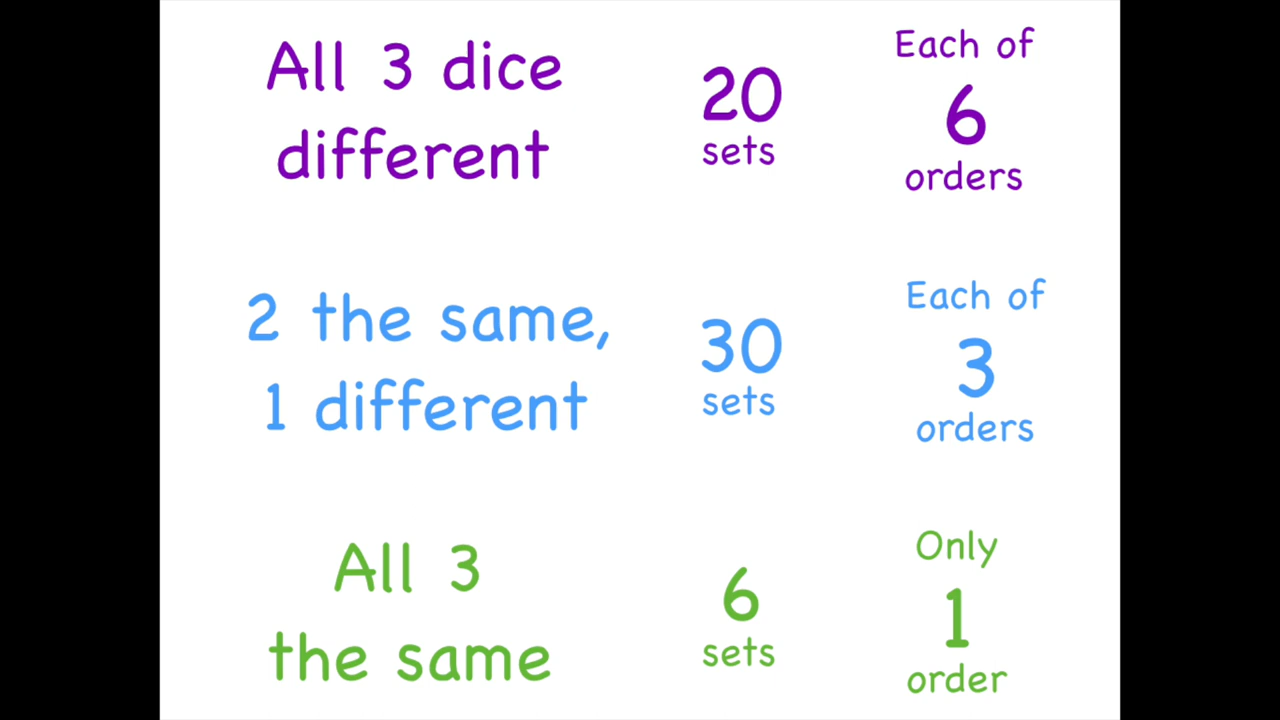 All 3 dice
different
20
sets
Each of
6
orders
2 the same,
1 different
30
sets
Each of
3
orders
All 3
the same
6
sets
Only
1
order